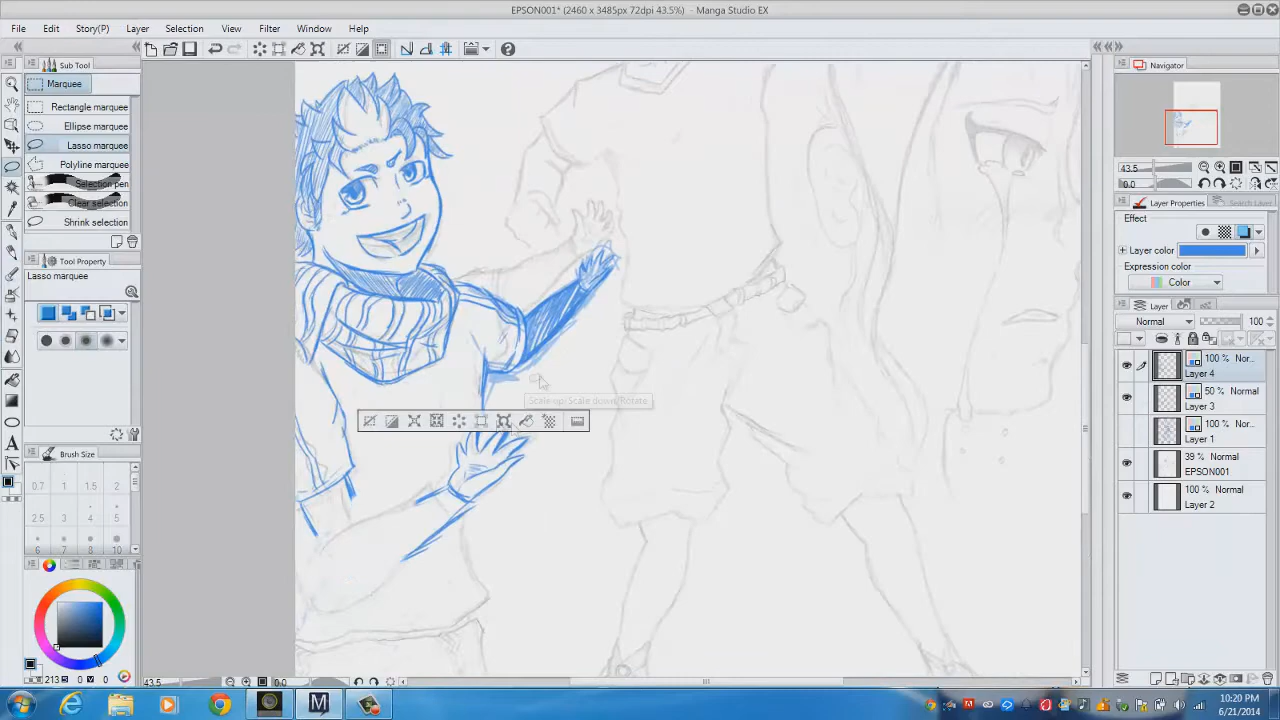 EPSON001* (2460 x 3485px 72dpi 43.5%) - Manga Studio EX
File Edit Story(P) Layer Selection Filter Window Help
Sub Tool
Marquee
Rectangle marquee
Ellipse marquee
Lasso marquee
Polyline marquee
Selection pen
Clear selection
Shrink selection
Tool Property
Lasso marquee
Brush Size
0.7 1 1.5 2
2.5 3 4 5
6 7 8 10
213 0 0
Scale up/Scale down/Rotate
43.5 0.0
Navigator
43.5
0.0
Layer Properties Search Layer
Effect
Layer color
Expression color
Color
Layer
Normal 100
100 % Nor...
Layer 4
50 % Normal
Layer 3
100 % Nor...
Layer 1
39 % Normal
EPSON001
100 % Normal
Layer 2
10:20 PM
6/21/2014